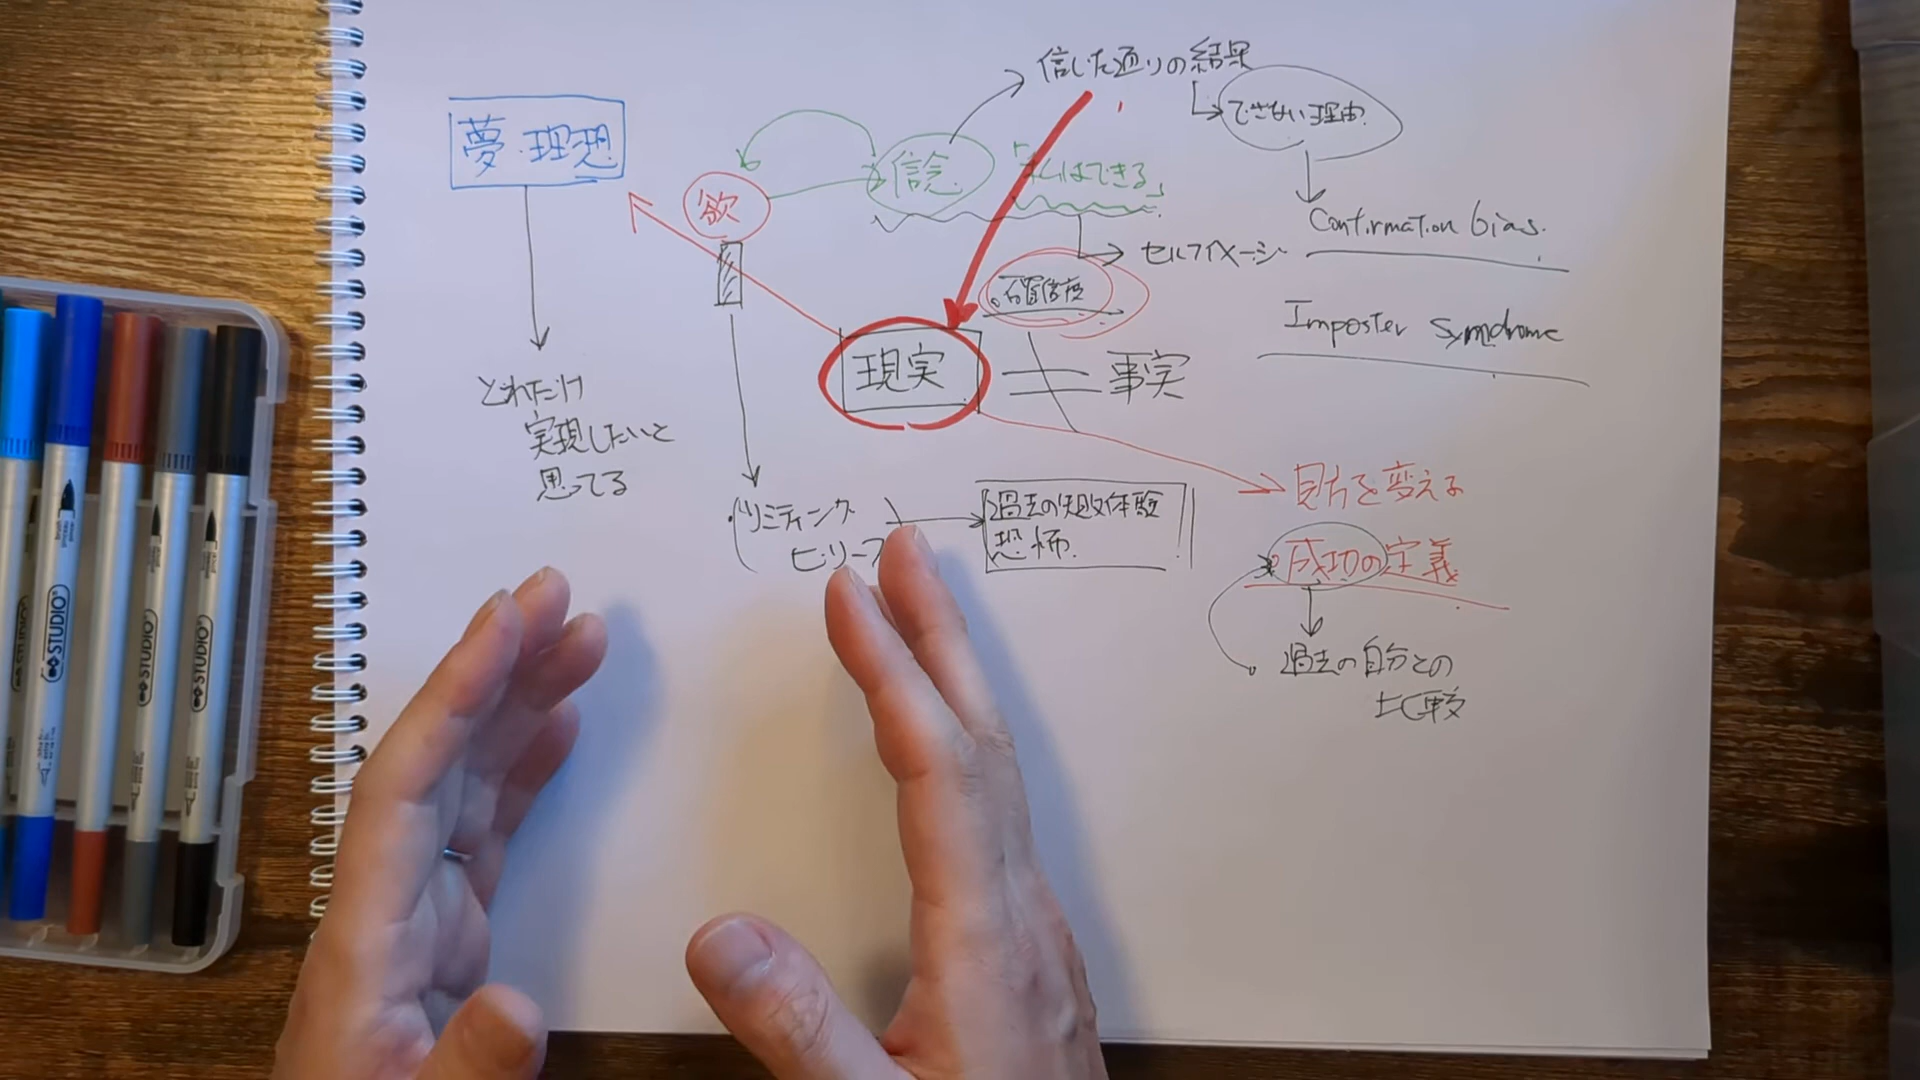 信じた通りの結果
できない理由
夢・理想
信念
「私はできる」
欲
Confirmation bias.
セルフイメージ
確信度
Imposter syndrome
現実
事実
どれだけ
実現したいと
思ってる
見方を変える
リミティング
ビリーフ
過去の失敗体験
恐怖
成功の定義
過去の自分との
比較
STUDIO
STUDIO
STUDIO